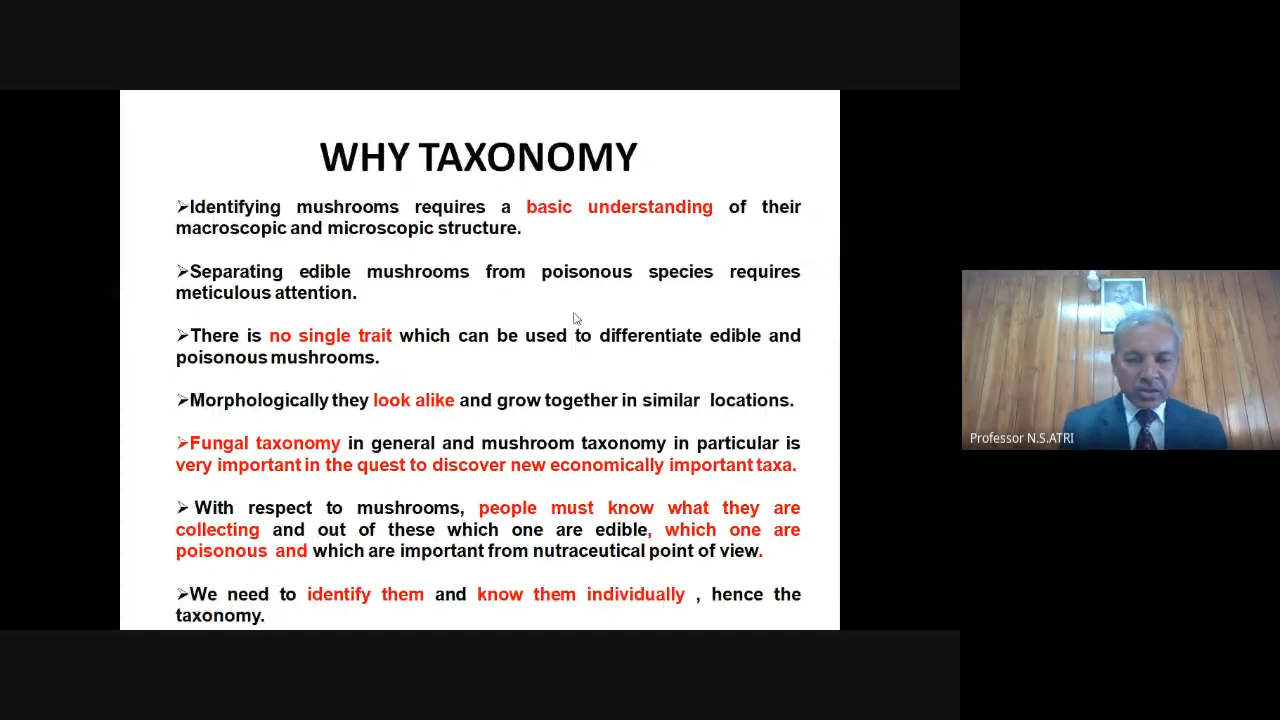 WHY TAXONOMY
➢Identifying mushrooms requires a basic understanding of their
macroscopic and microscopic structure.
➢Separating edible mushrooms from poisonous species requires
meticulous attention.
➢There is no single trait which can be used to differentiate edible and
poisonous mushrooms.
➢Morphologically they look alike and grow together in similar locations.
➢Fungal taxonomy in general and mushroom taxonomy in particular is
very important in the quest to discover new economically important taxa.
➢ With respect to mushrooms, people must know what they are
collecting and out of these which one are edible, which one are
poisonous and which are important from nutraceutical point of view.
➢We need to identify them and know them individually , hence the
taxonomy.
Professor N.S.ATRI